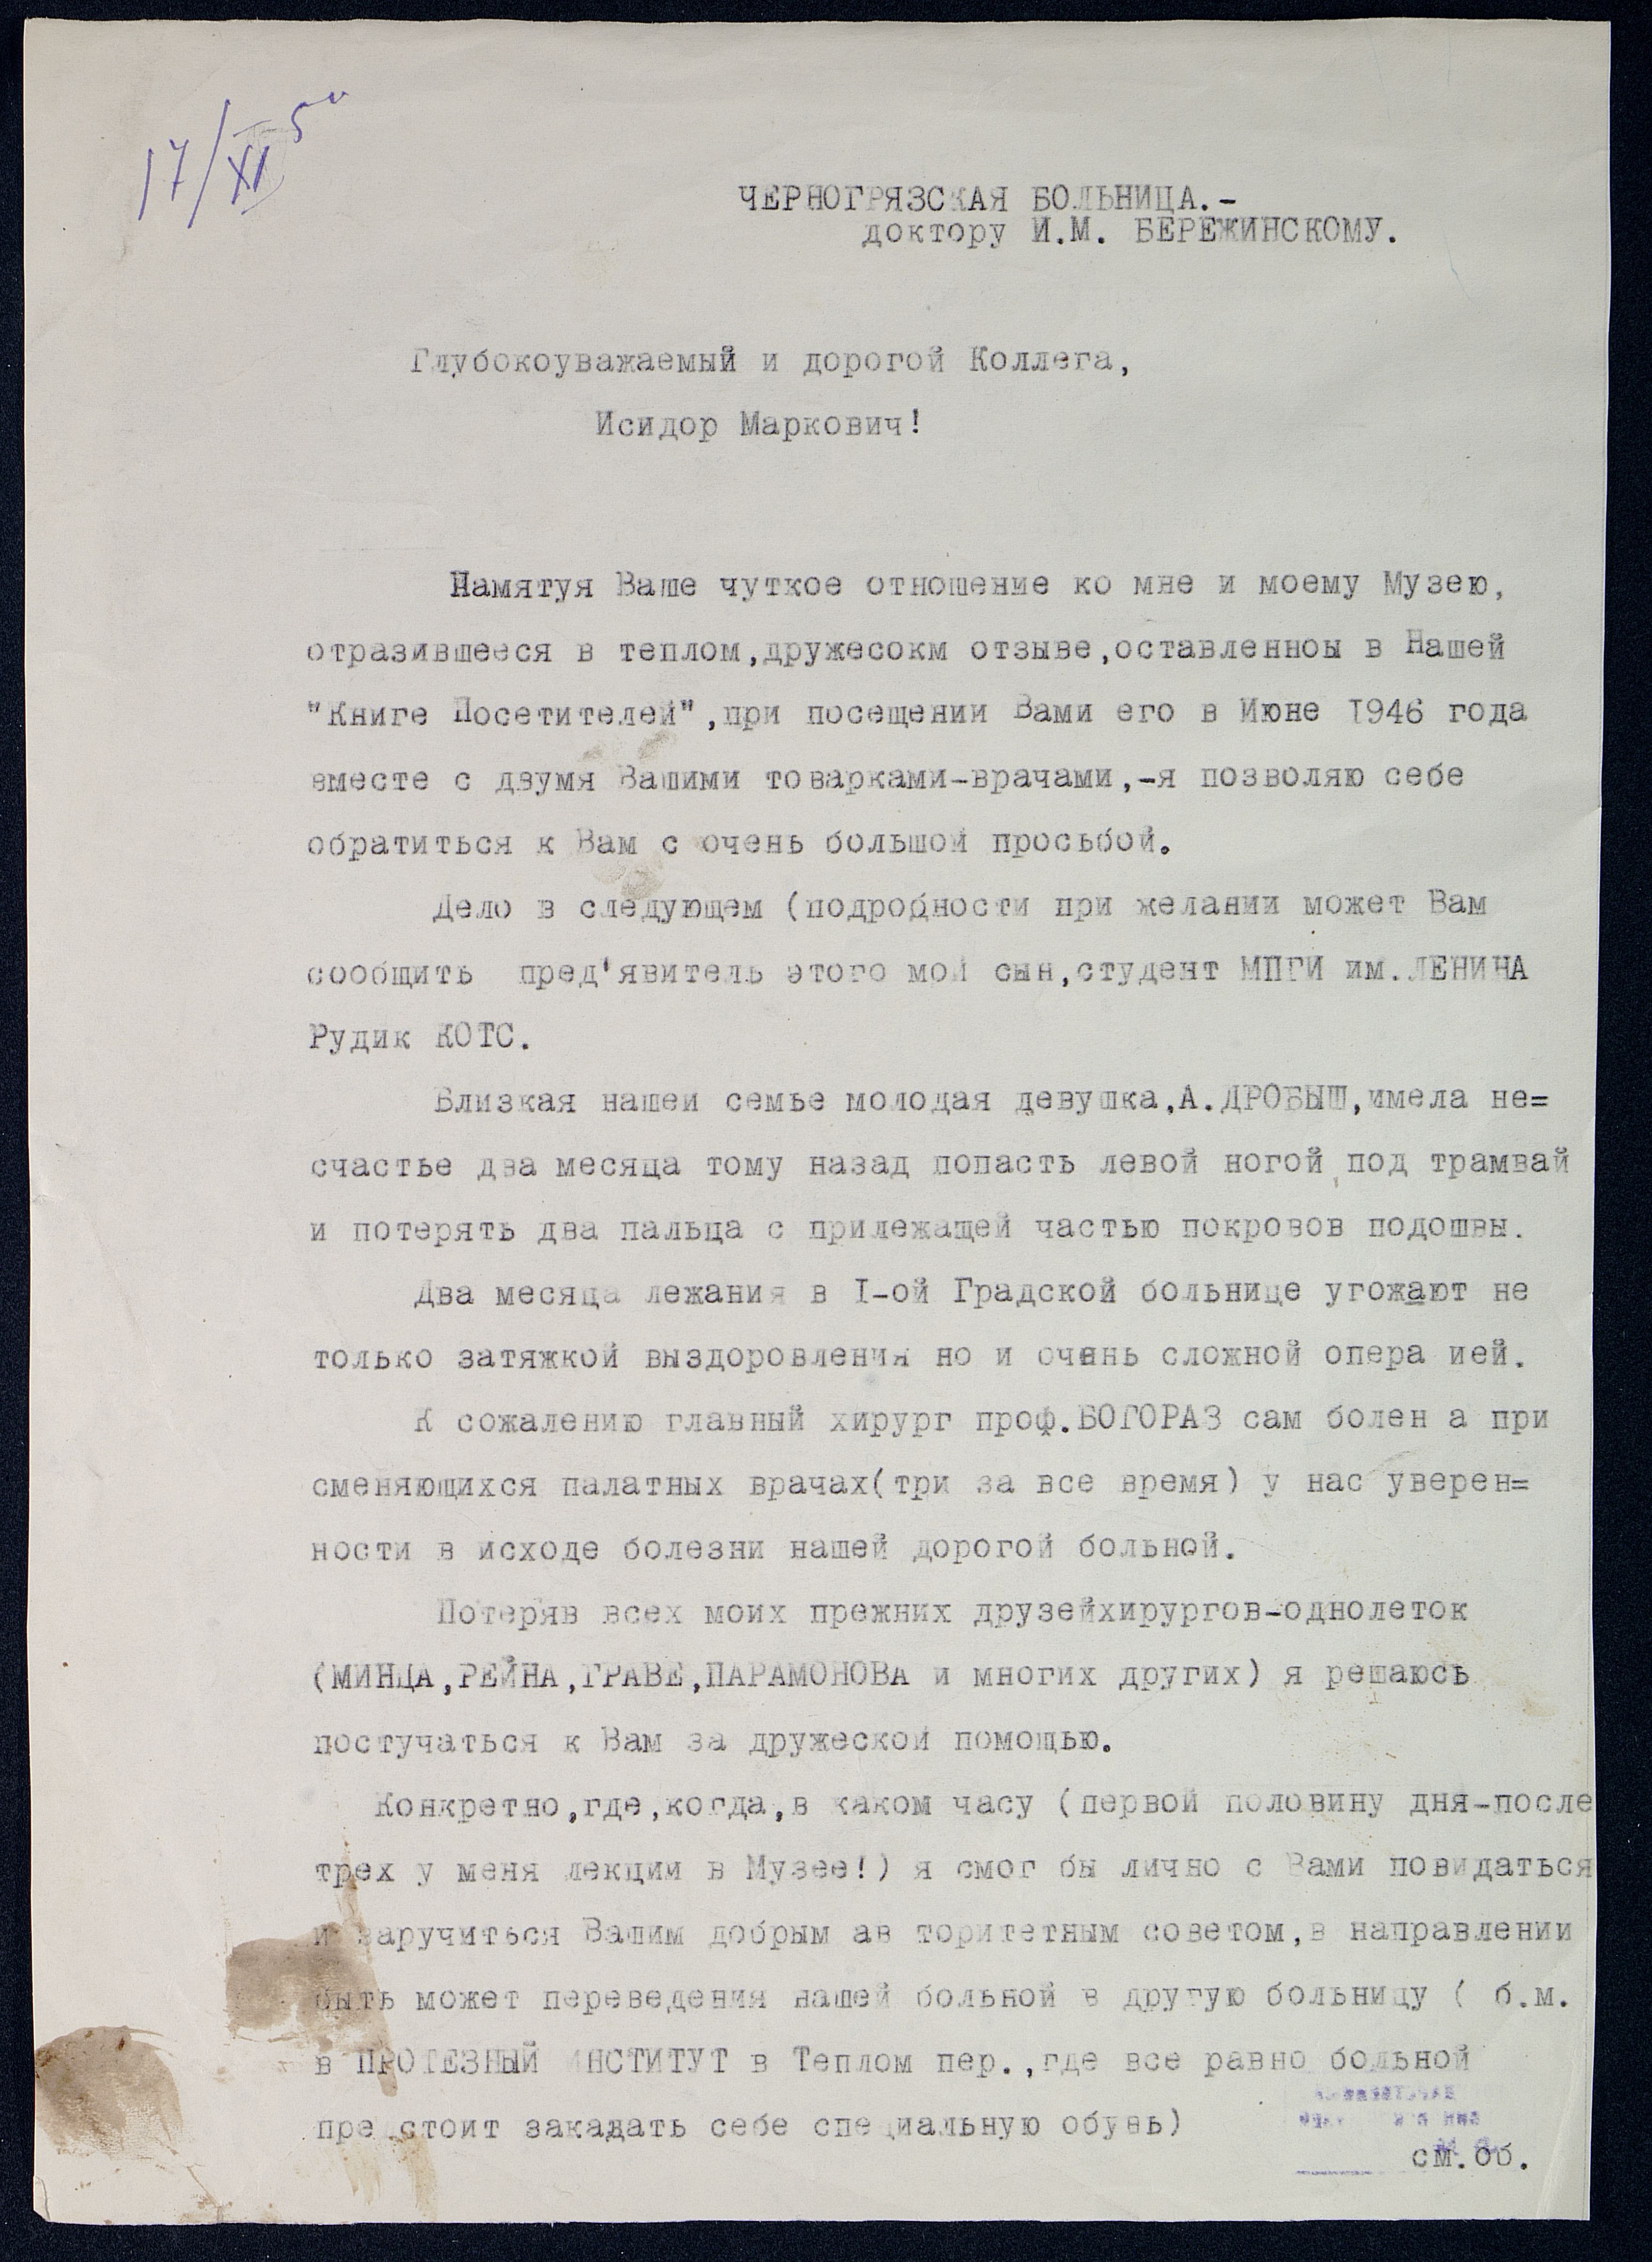 17/XI 50
ЧЕРНОГРЯЗСКАЯ БОЛЬНИЦА.-
доктору И.М. БЕРЕЖИНСКОМУ.
Глубокоуважаемый и дорогой Коллега,
Исидор Маркович!
Намятуя Ваше чуткое отношение ко мне и моему Музею,
отразившееся в теплом,дружесокм отзыве,оставленноы в Нашей
"Книге Посетителей",при посещении Вами его в Июне 1946 года
вместе с двумя Вашими товарками-врачами,-я позволяю себе
обратиться к Вам с очень большой просьбой.
Дело в следующем (подробности при желании может Вам
сообщить пред'явитель этого мой сын,студент МПГИ им.ЛЕНИНА
Рудик КОТС.
Близкая нашей семье молодая девушка,А.ДРОБЫШ,имела не=
счастье два месяца тому назад попасть левой ногой под трамвай
и потерять два пальца с прилежащей частью покровов подошвы.
Два месяца лежания в I-ой Градской больнице угожают не
только затяжкой выздоровления но и очень сложной опера ией.
К сожалению главный хирург проф.БОГОРАЗ сам болен а при
сменяющихся палатных врачах(три за все время) у нас уверен=
ности в исходе болезни нашей дорогой больной.
Потеряв всех моих прежних друзейхирургов-однолеток
(МИНЦА,РЕЙНА,ГРАВЕ,ПАРАМОНОВА и многих других) я решаюсь
постучаться к Вам за дружеской помощью.
Конкретно,где,когда,в каком часу (первой половину дня-после
трех у меня лекции в Музее!) я смог бы лично с Вами повидаться
и заручиться Вашим добрым ав торитетным советом,в направлении
быть может переведения нашей больной в другую больницу ( б.м.
в ПРОТЕЗНЫЙ ИНСТИТУТ в Теплом пер.,где все равно больной
предстоит закадать себе специальную обувь)
см.об.